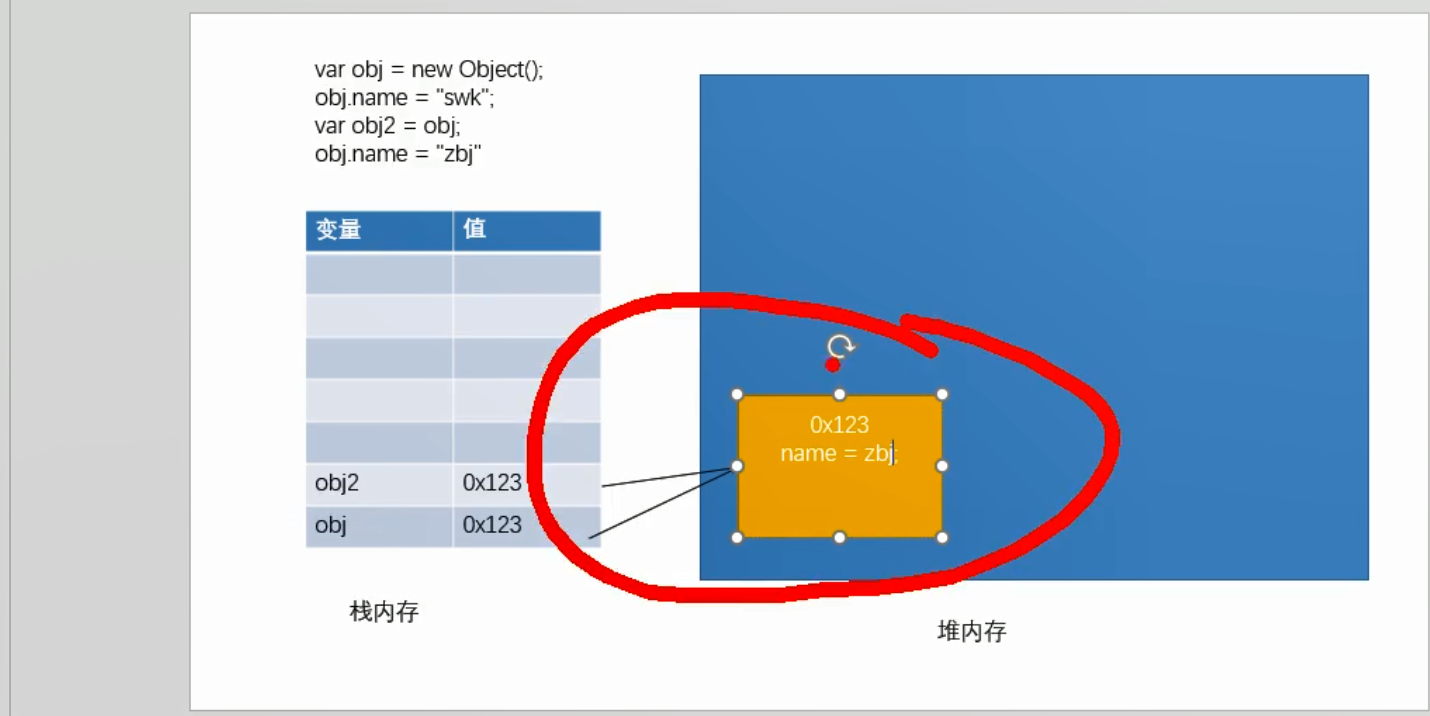 var obj = new Object();
obj.name = "swk";
var obj2 = obj;
obj.name = "zbj"
变量 值
obj2 0x123
obj 0x123
0x123
name = zbj;
栈内存
堆内存